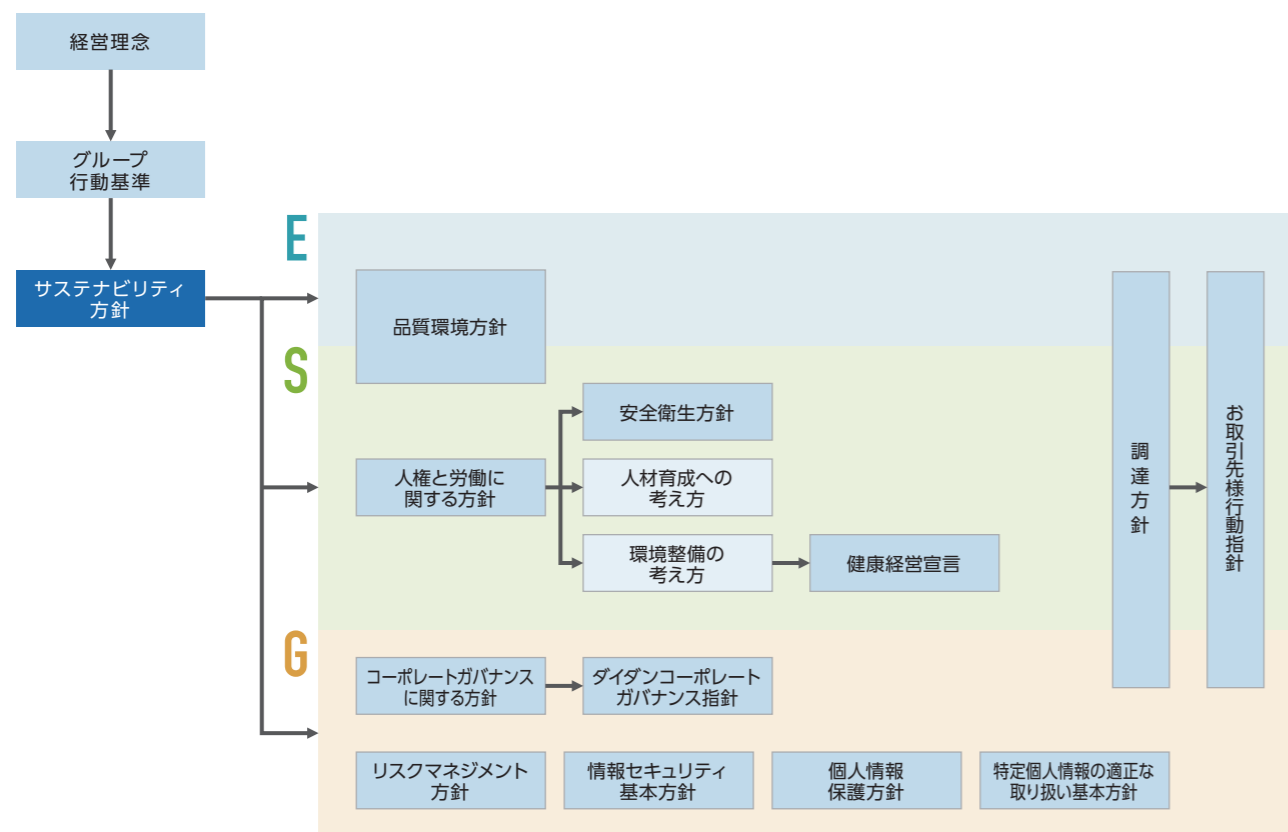 経営理念
グループ
行動基準
サステナビリティ
方針
E
品質環境方針
S
安全衛生方針
人権と労働に
関する方針
人材育成への
考え方
環境整備の
考え方
健康経営宣言
調達方針
お取引先様行動指針
G
コーポレートガバナンス
に関する方針
ダイダンコーポレート
ガバナンス指針
リスクマネジメント
方針
情報セキュリティ
基本方針
個人情報
保護方針
特定個人情報の適正な
取り扱い基本方針